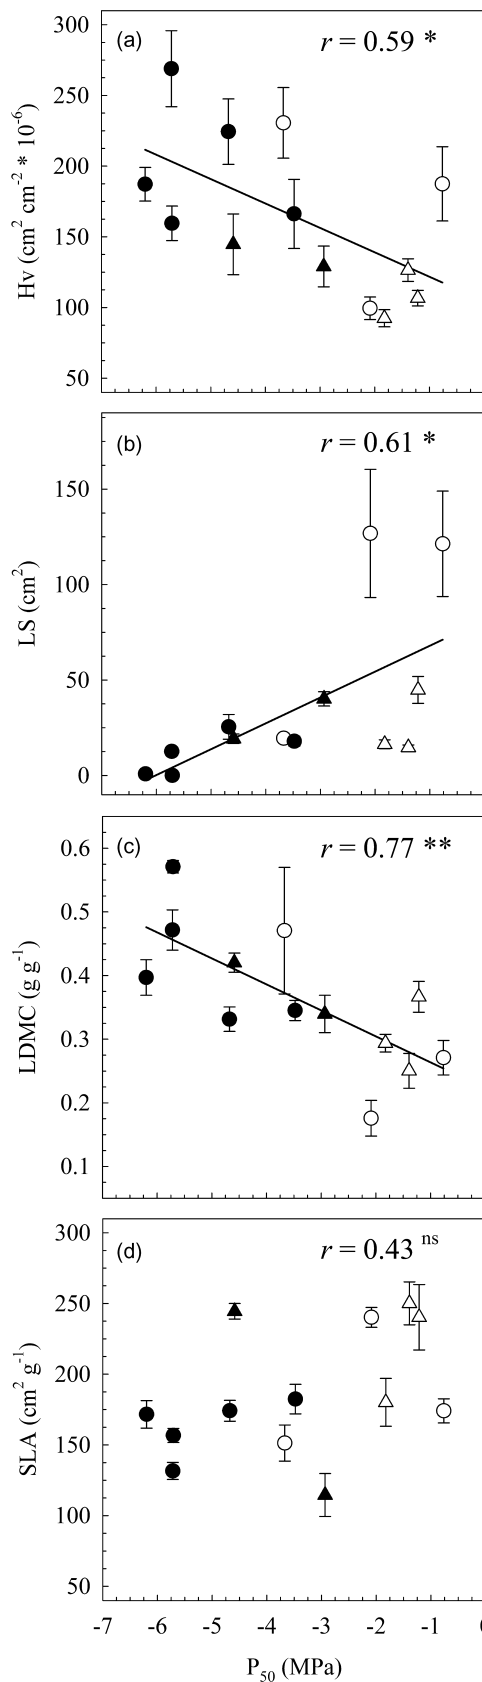 (a)
r = 0.59 *
300
250
200
150
100
50
Hv (cm² cm⁻² * 10⁻⁶)
(b)
r = 0.61 *
150
100
50
0
LS (cm²)
(c)
r = 0.77 **
0.6
0.5
0.4
0.3
0.2
0.1
LDMC (g g⁻¹)
(d)
r = 0.43 ns
300
250
200
150
100
50
SLA (cm² g⁻¹)
-7 -6 -5 -4 -3 -2 -1 0
P₅₀ (MPa)